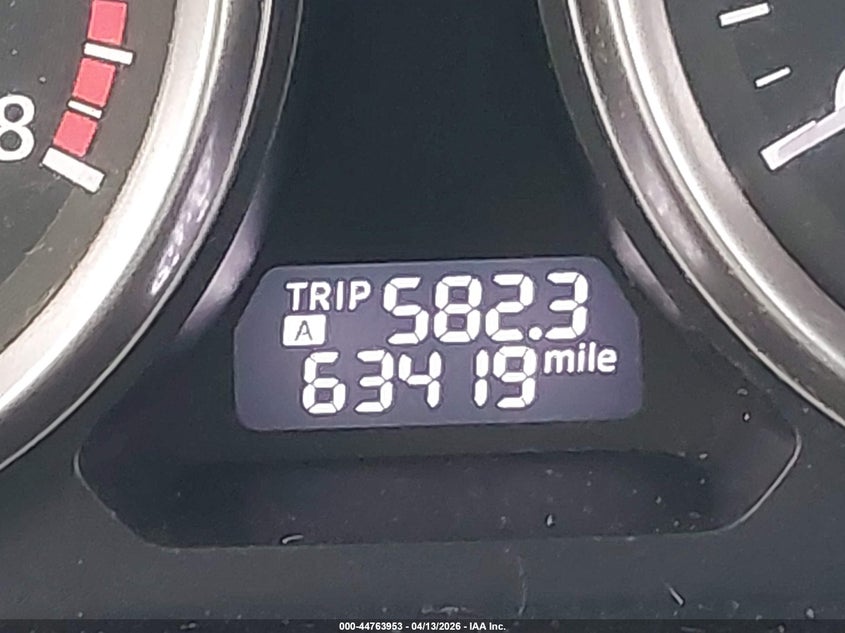 8
TRIP 582.3
A
63419 mile
000-44763953 - 04/13/2026 - IAA Inc.